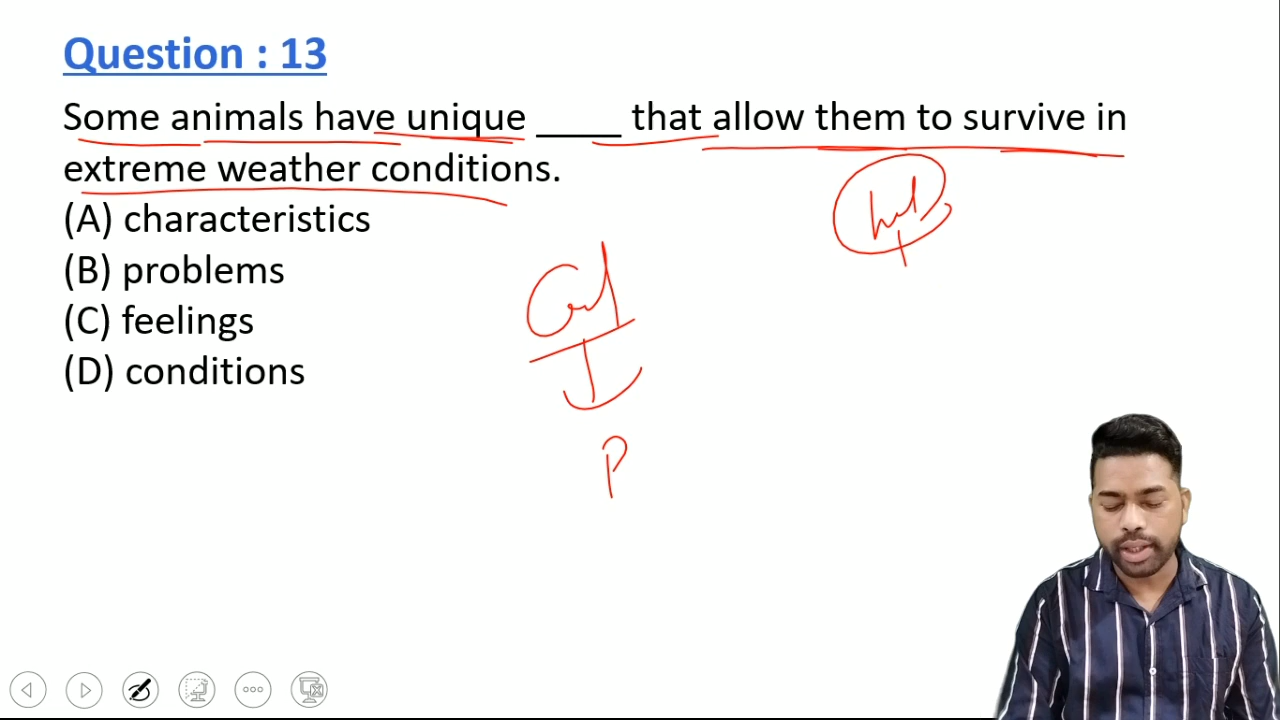 Question : 13
Some animals have unique ____ that allow them to survive in
extreme weather conditions.
(A) characteristics
(B) problems
(C) feelings
(D) conditions
P